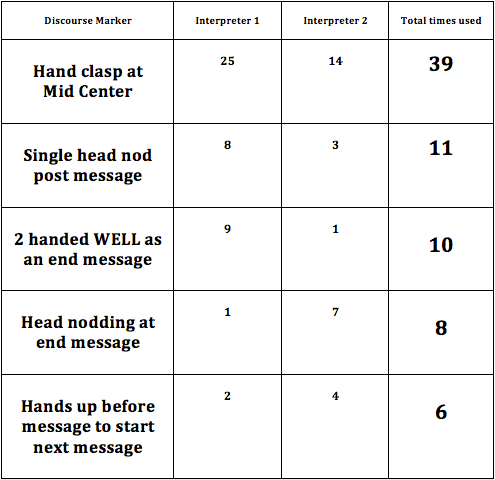 Discourse Marker Interpreter 1 Interpreter 2 Total times used
Hand clasp at 25 14 39
Mid Center
Single head nod 8 3 11
post message
2 handed WELL as 9 1 10
an end message
Head nodding at 1 7 8
end message
Hands up before 2 4 6
message to start
next message